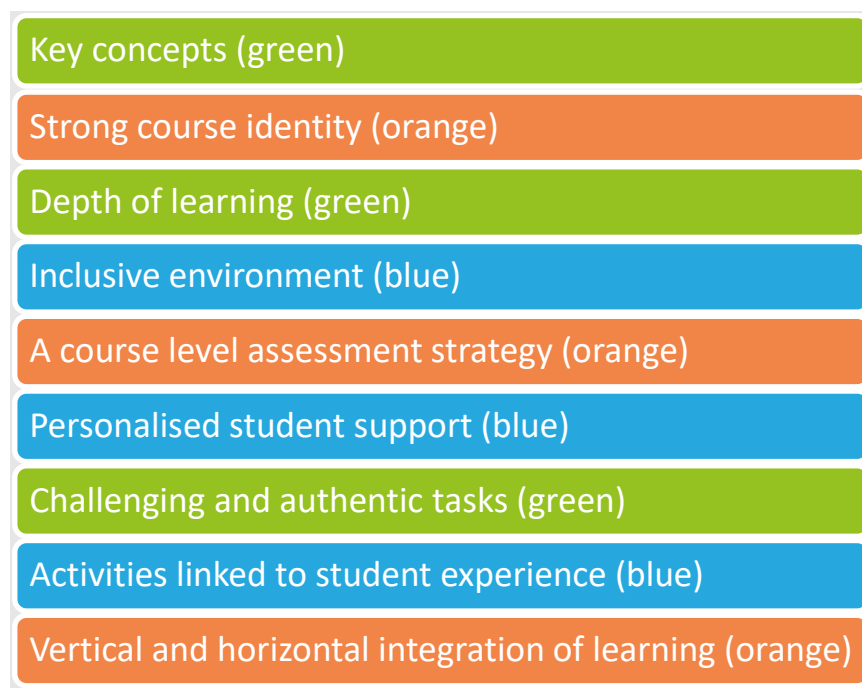 Key concepts (green)
Strong course identity (orange)
Depth of learning (green)
Inclusive environment (blue)
A course level assessment strategy (orange)
Personalised student support (blue)
Challenging and authentic tasks (green)
Activities linked to student experience (blue)
Vertical and horizontal integration of learning (orange)